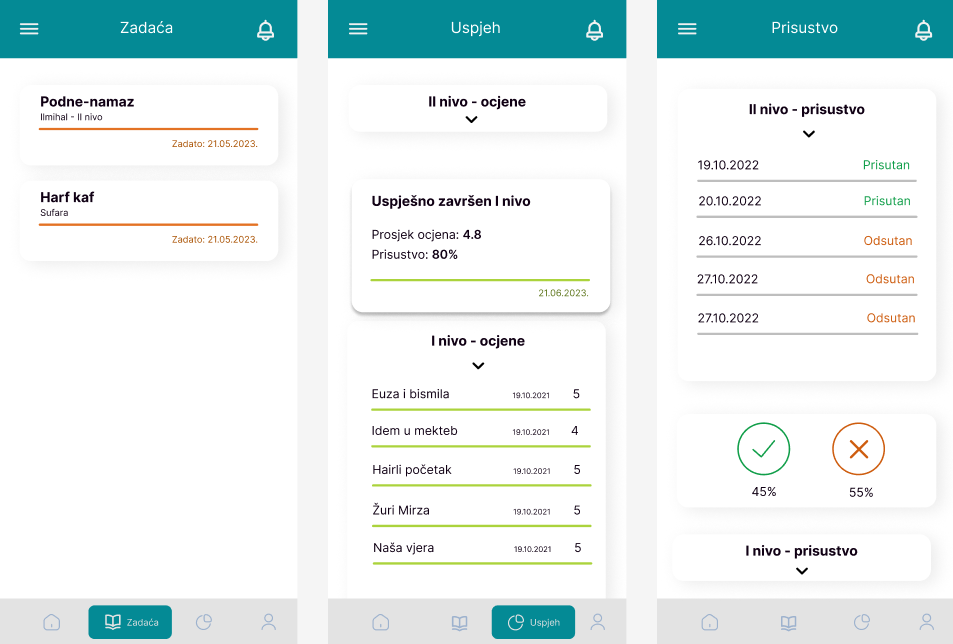 Zadaća
Podne-namaz
Ilmihal - II nivo
Zadato: 21.05.2023.
Harf kaf
Sufara
Zadato: 21.05.2023.
Zadaća
Uspjeh
II nivo - ocjene
Uspješno završen I nivo
Prosjek ocjena: 4.8
Prisustvo: 80%
21.06.2023.
I nivo - ocjene
Euza i bismila 19.10.2021 5
Idem u mekteb 19.10.2021 4
Hairli početak 19.10.2021 5
Žuri Mirza 19.10.2021 5
Naša vjera 19.10.2021 5
Uspjeh
Prisustvo
II nivo - prisustvo
19.10.2022 Prisutan
20.10.2022 Prisutan
26.10.2022 Odsutan
27.10.2022 Odsutan
27.10.2022 Odsutan
45% 55%
I nivo - prisustvo